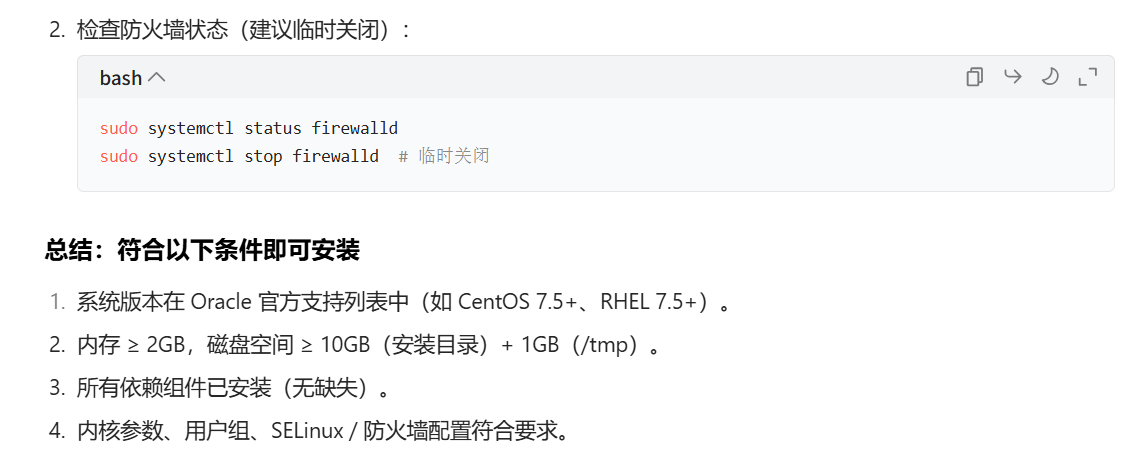 2. 检查防火墙状态（建议临时关闭）：
bash
sudo systemctl status firewalld
sudo systemctl stop firewalld  # 临时关闭
总结：符合以下条件即可安装
1. 系统版本在 Oracle 官方支持列表中（如 CentOS 7.5+、RHEL 7.5+）。
2. 内存 ≥ 2GB，磁盘空间 ≥ 10GB（安装目录）+ 1GB（/tmp）。
3. 所有依赖组件已安装（无缺失）。
4. 内核参数、用户组、SELinux / 防火墙配置符合要求。